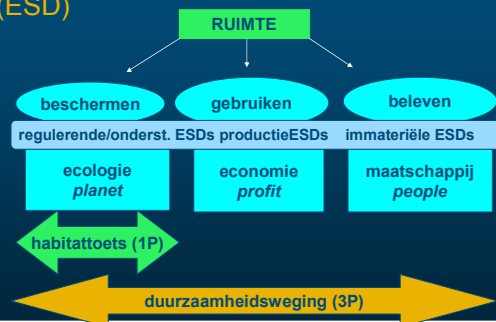 (ESD)
RUIMTE
beschermen gebruiken beleven
regulerende/onderst. ESDs productieESDs immateriële ESDs
ecologie economie maatschappij
planet profit people
habitattoets (1P)
duurzaamheidsweging (3P)